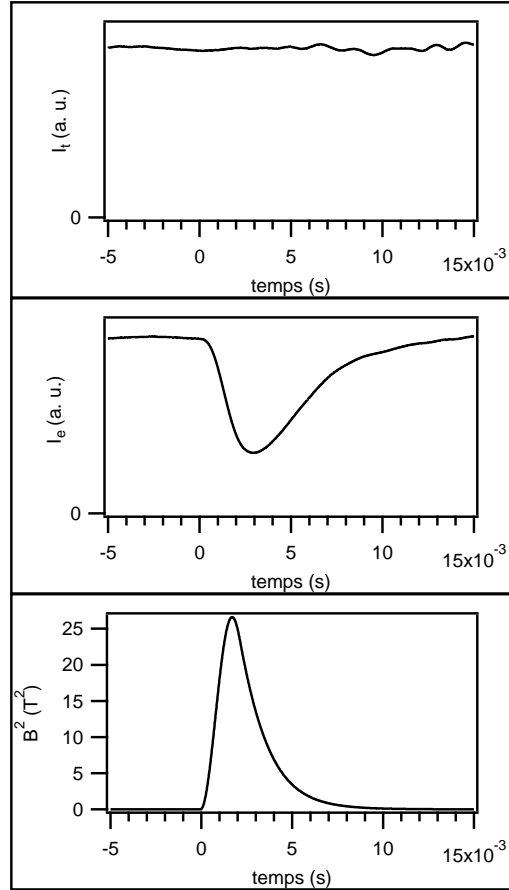 I_t (a. u.)
0
-5 0 5 10 15x10^-3
temps (s)
I_e (a. u.)
0
-5 0 5 10 15x10^-3
temps (s)
B^2 (T^2)
25
20
15
10
5
0
-5 0 5 10 15x10^-3
temps (s)